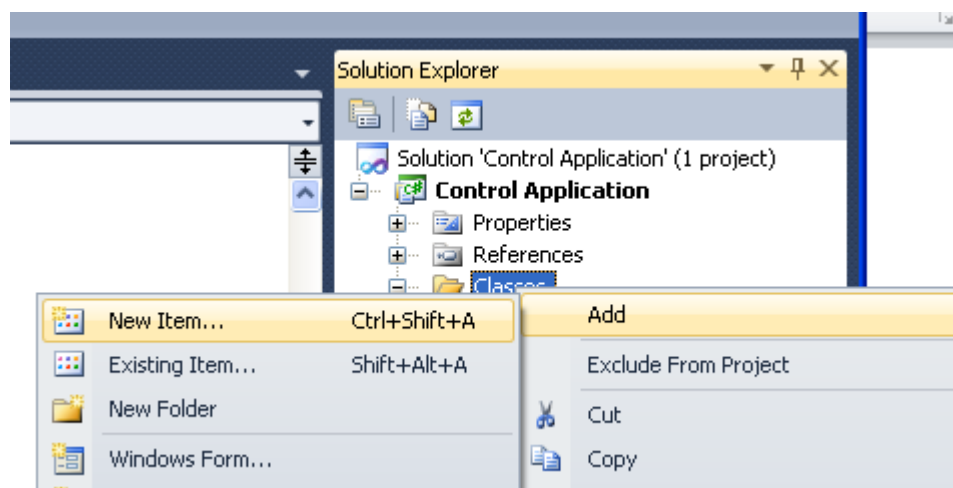 Solution Explorer
Solution 'Control Application' (1 project)
Control Application
Properties
References
Classes
New Item... Ctrl+Shift+A
Existing Item... Shift+Alt+A
New Folder
Windows Form...
Add
Exclude From Project
Cut
Copy